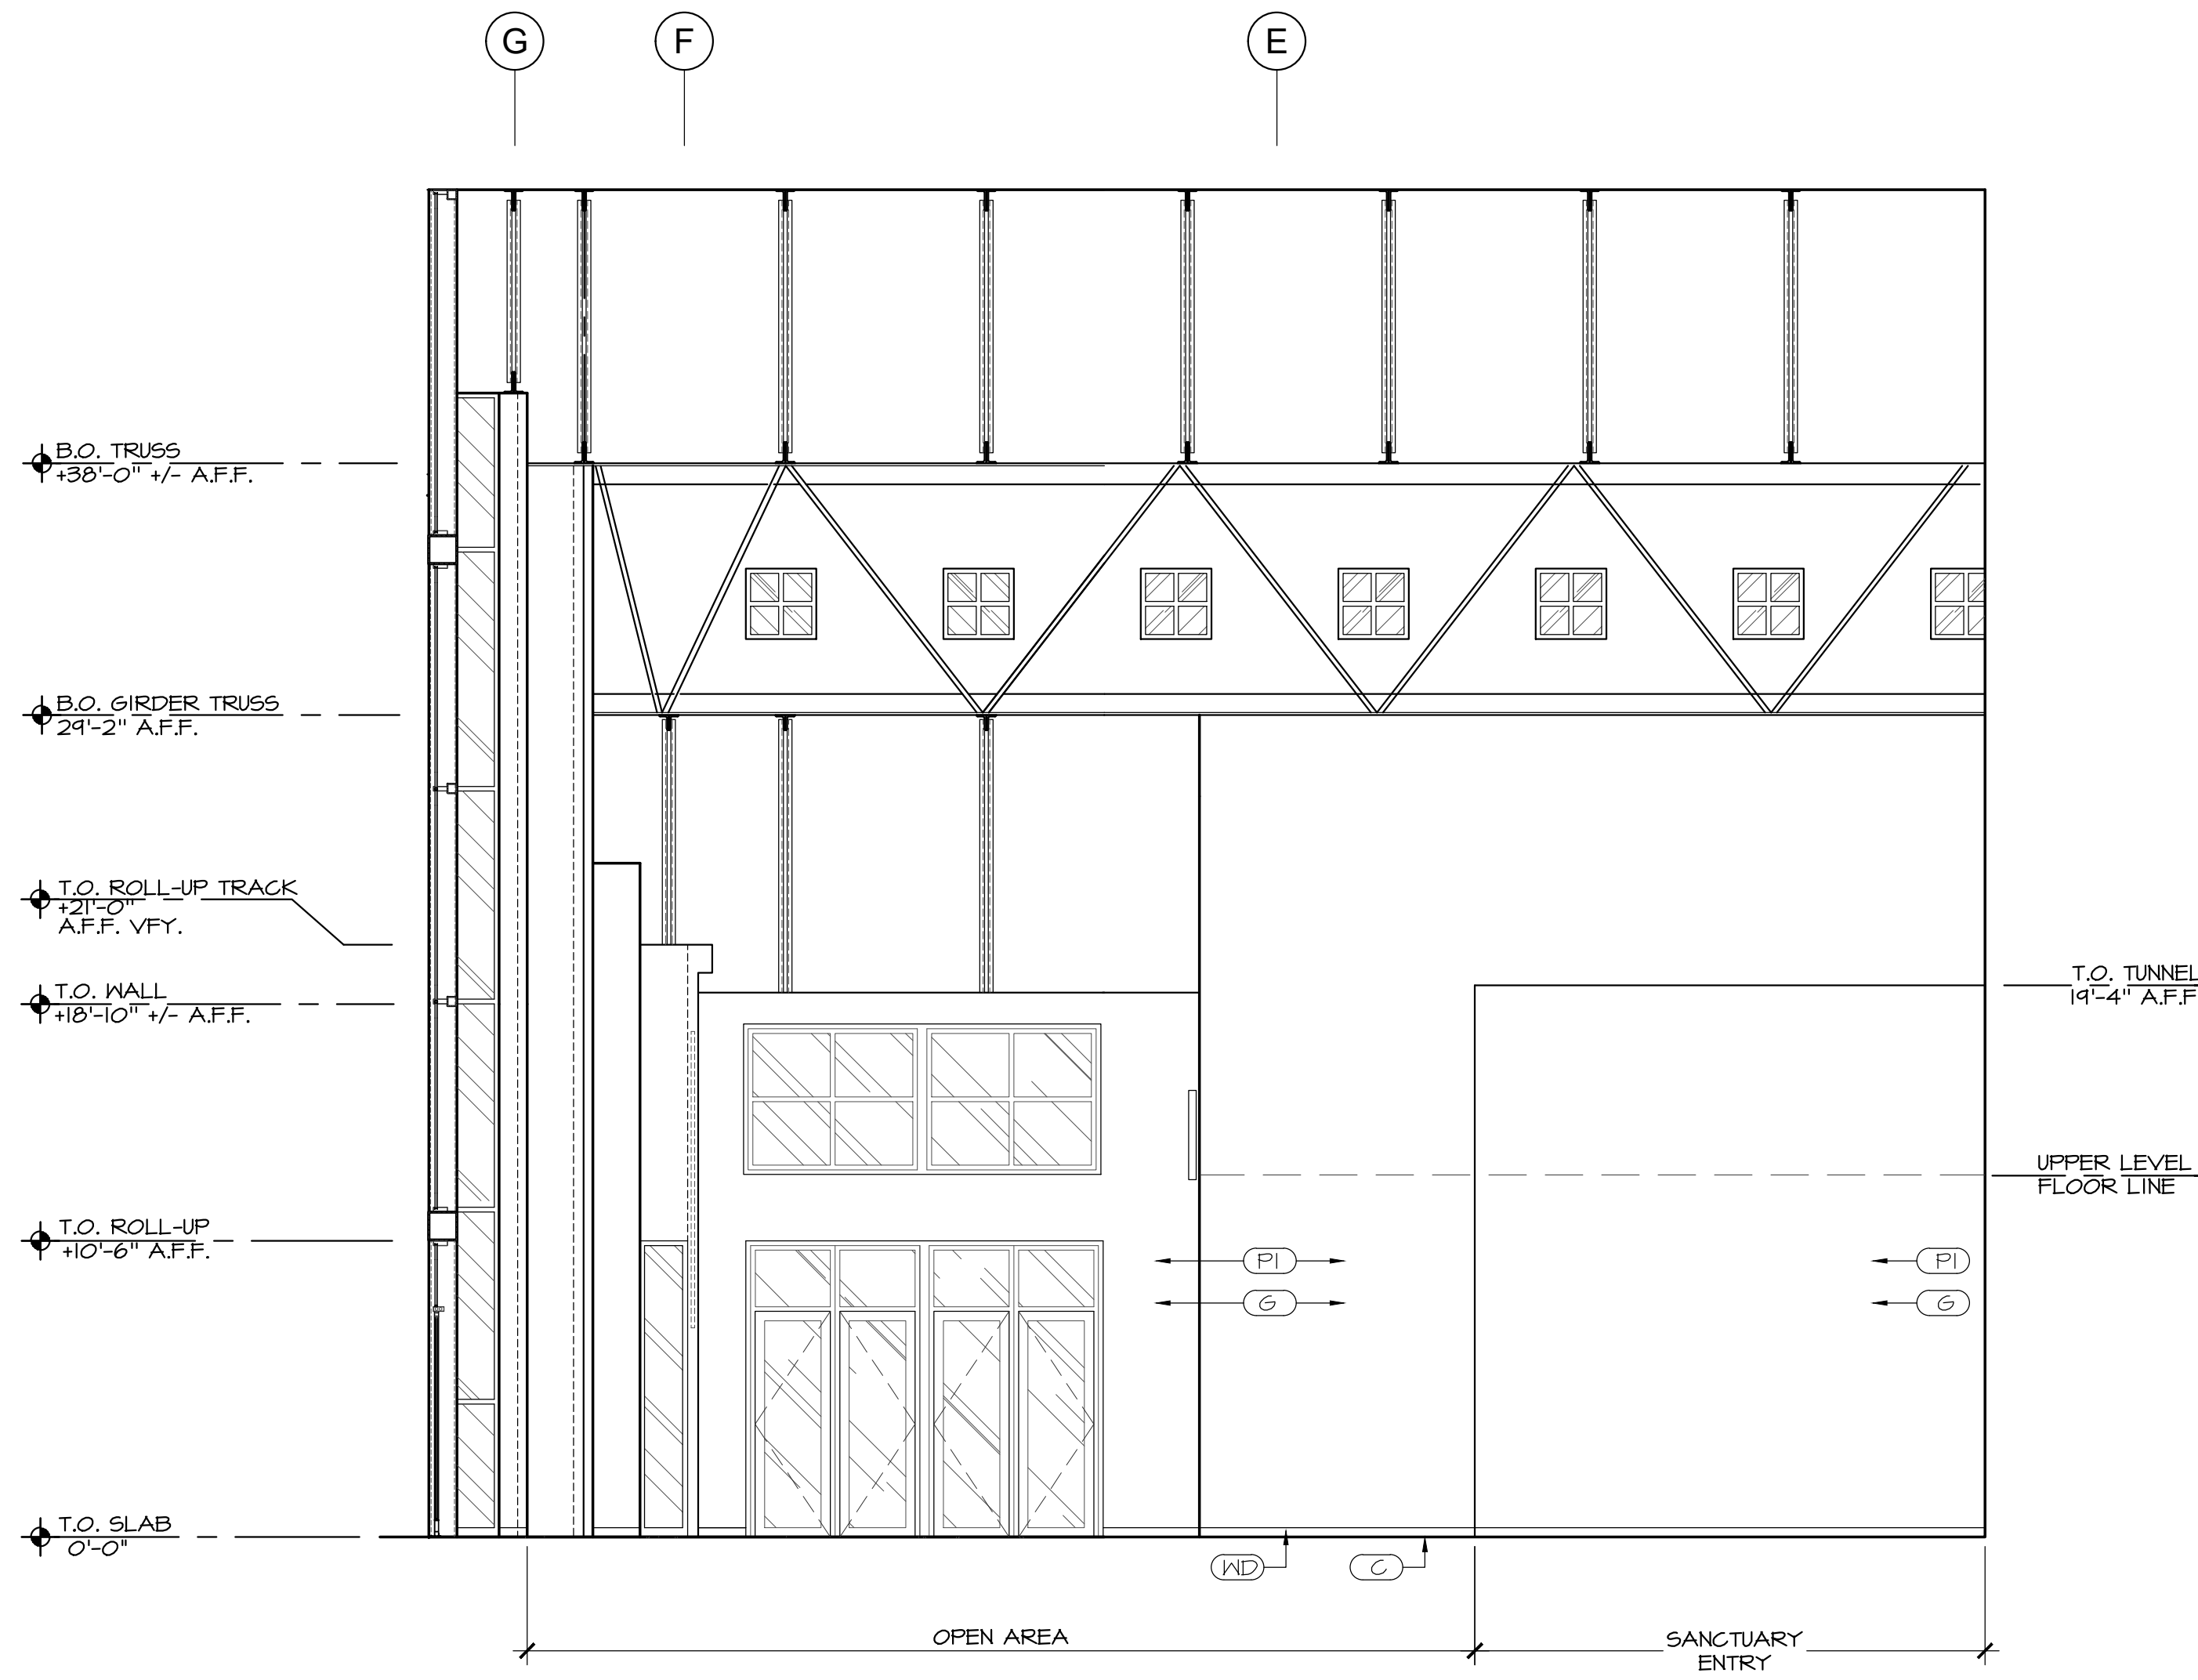 G
F
E
B.O. TRUSS
+38'-0" +/- A.F.F.
B.O. GIRDER TRUSS
29'-2" A.F.F.
T.O. ROLL-UP TRACK
+21'-0"
A.F.F. VFY.
T.O. WALL
+18'-10" +/- A.F.F.
T.O. TUNNEL
19'-4" A.F.F
UPPER LEVEL
FLOOR LINE
T.O. ROLL-UP
+10'-6" A.F.F.
P1
P1
G
G
T.O. SLAB
0'-0"
WD
C
OPEN AREA
SANCTUARY
ENTRY